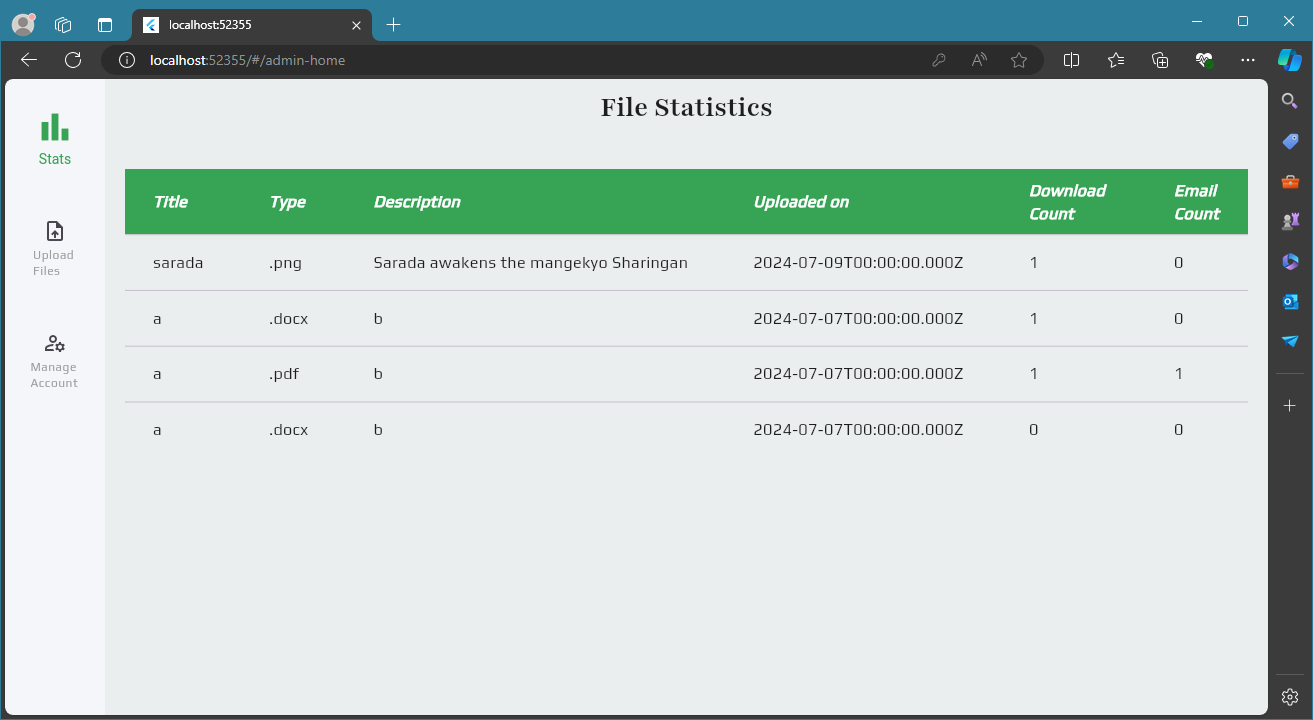 localhost:52355
localhost:52355/#/admin-home
File Statistics
Stats
Upload
Files
Manage
Account
Title Type Description Uploaded on Download Count Email Count
sarada .png Sarada awakens the mangekyo Sharingan 2024-07-09T00:00:00.000Z 1 0
a .docx b 2024-07-07T00:00:00.000Z 1 0
a .pdf b 2024-07-07T00:00:00.000Z 1 1
a .docx b 2024-07-07T00:00:00.000Z 0 0